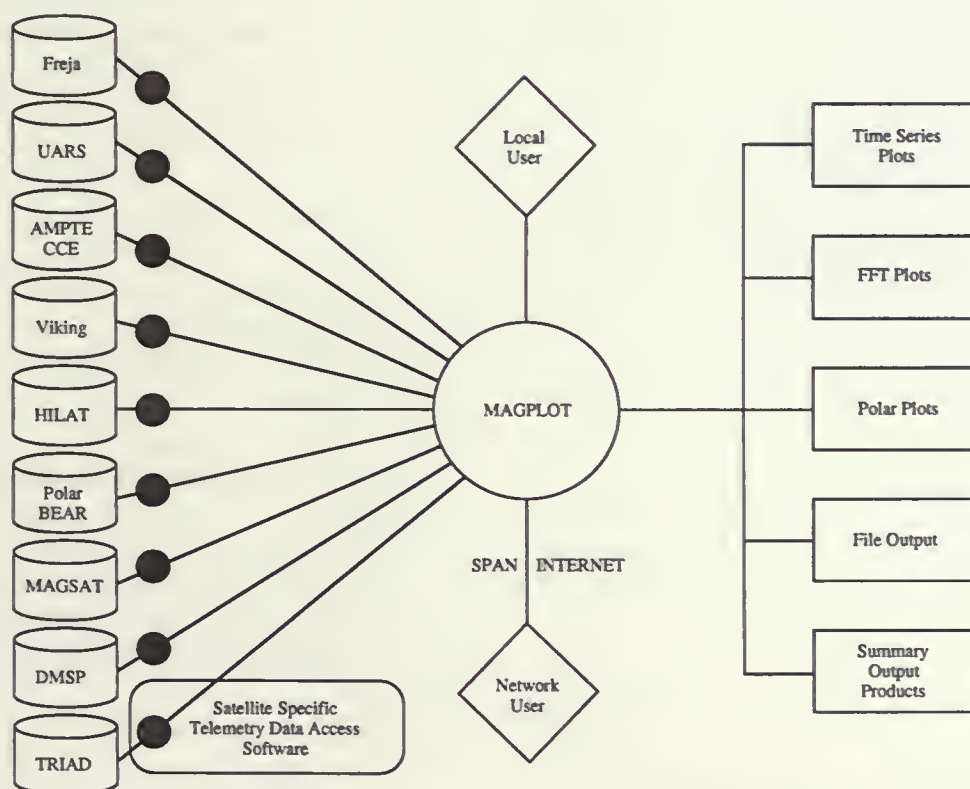 Freja
UARS
AMPTE
CCE
Viking
HILAT
Polar
BEAR
MAGSAT
DMSP
TRIAD
Satellite Specific
Telemetry Data Access
Software
Local
User
MAGPLOT
SPAN INTERNET
Network
User
Time Series
Plots
FFT Plots
Polar Plots
File Output
Summary
Output
Products